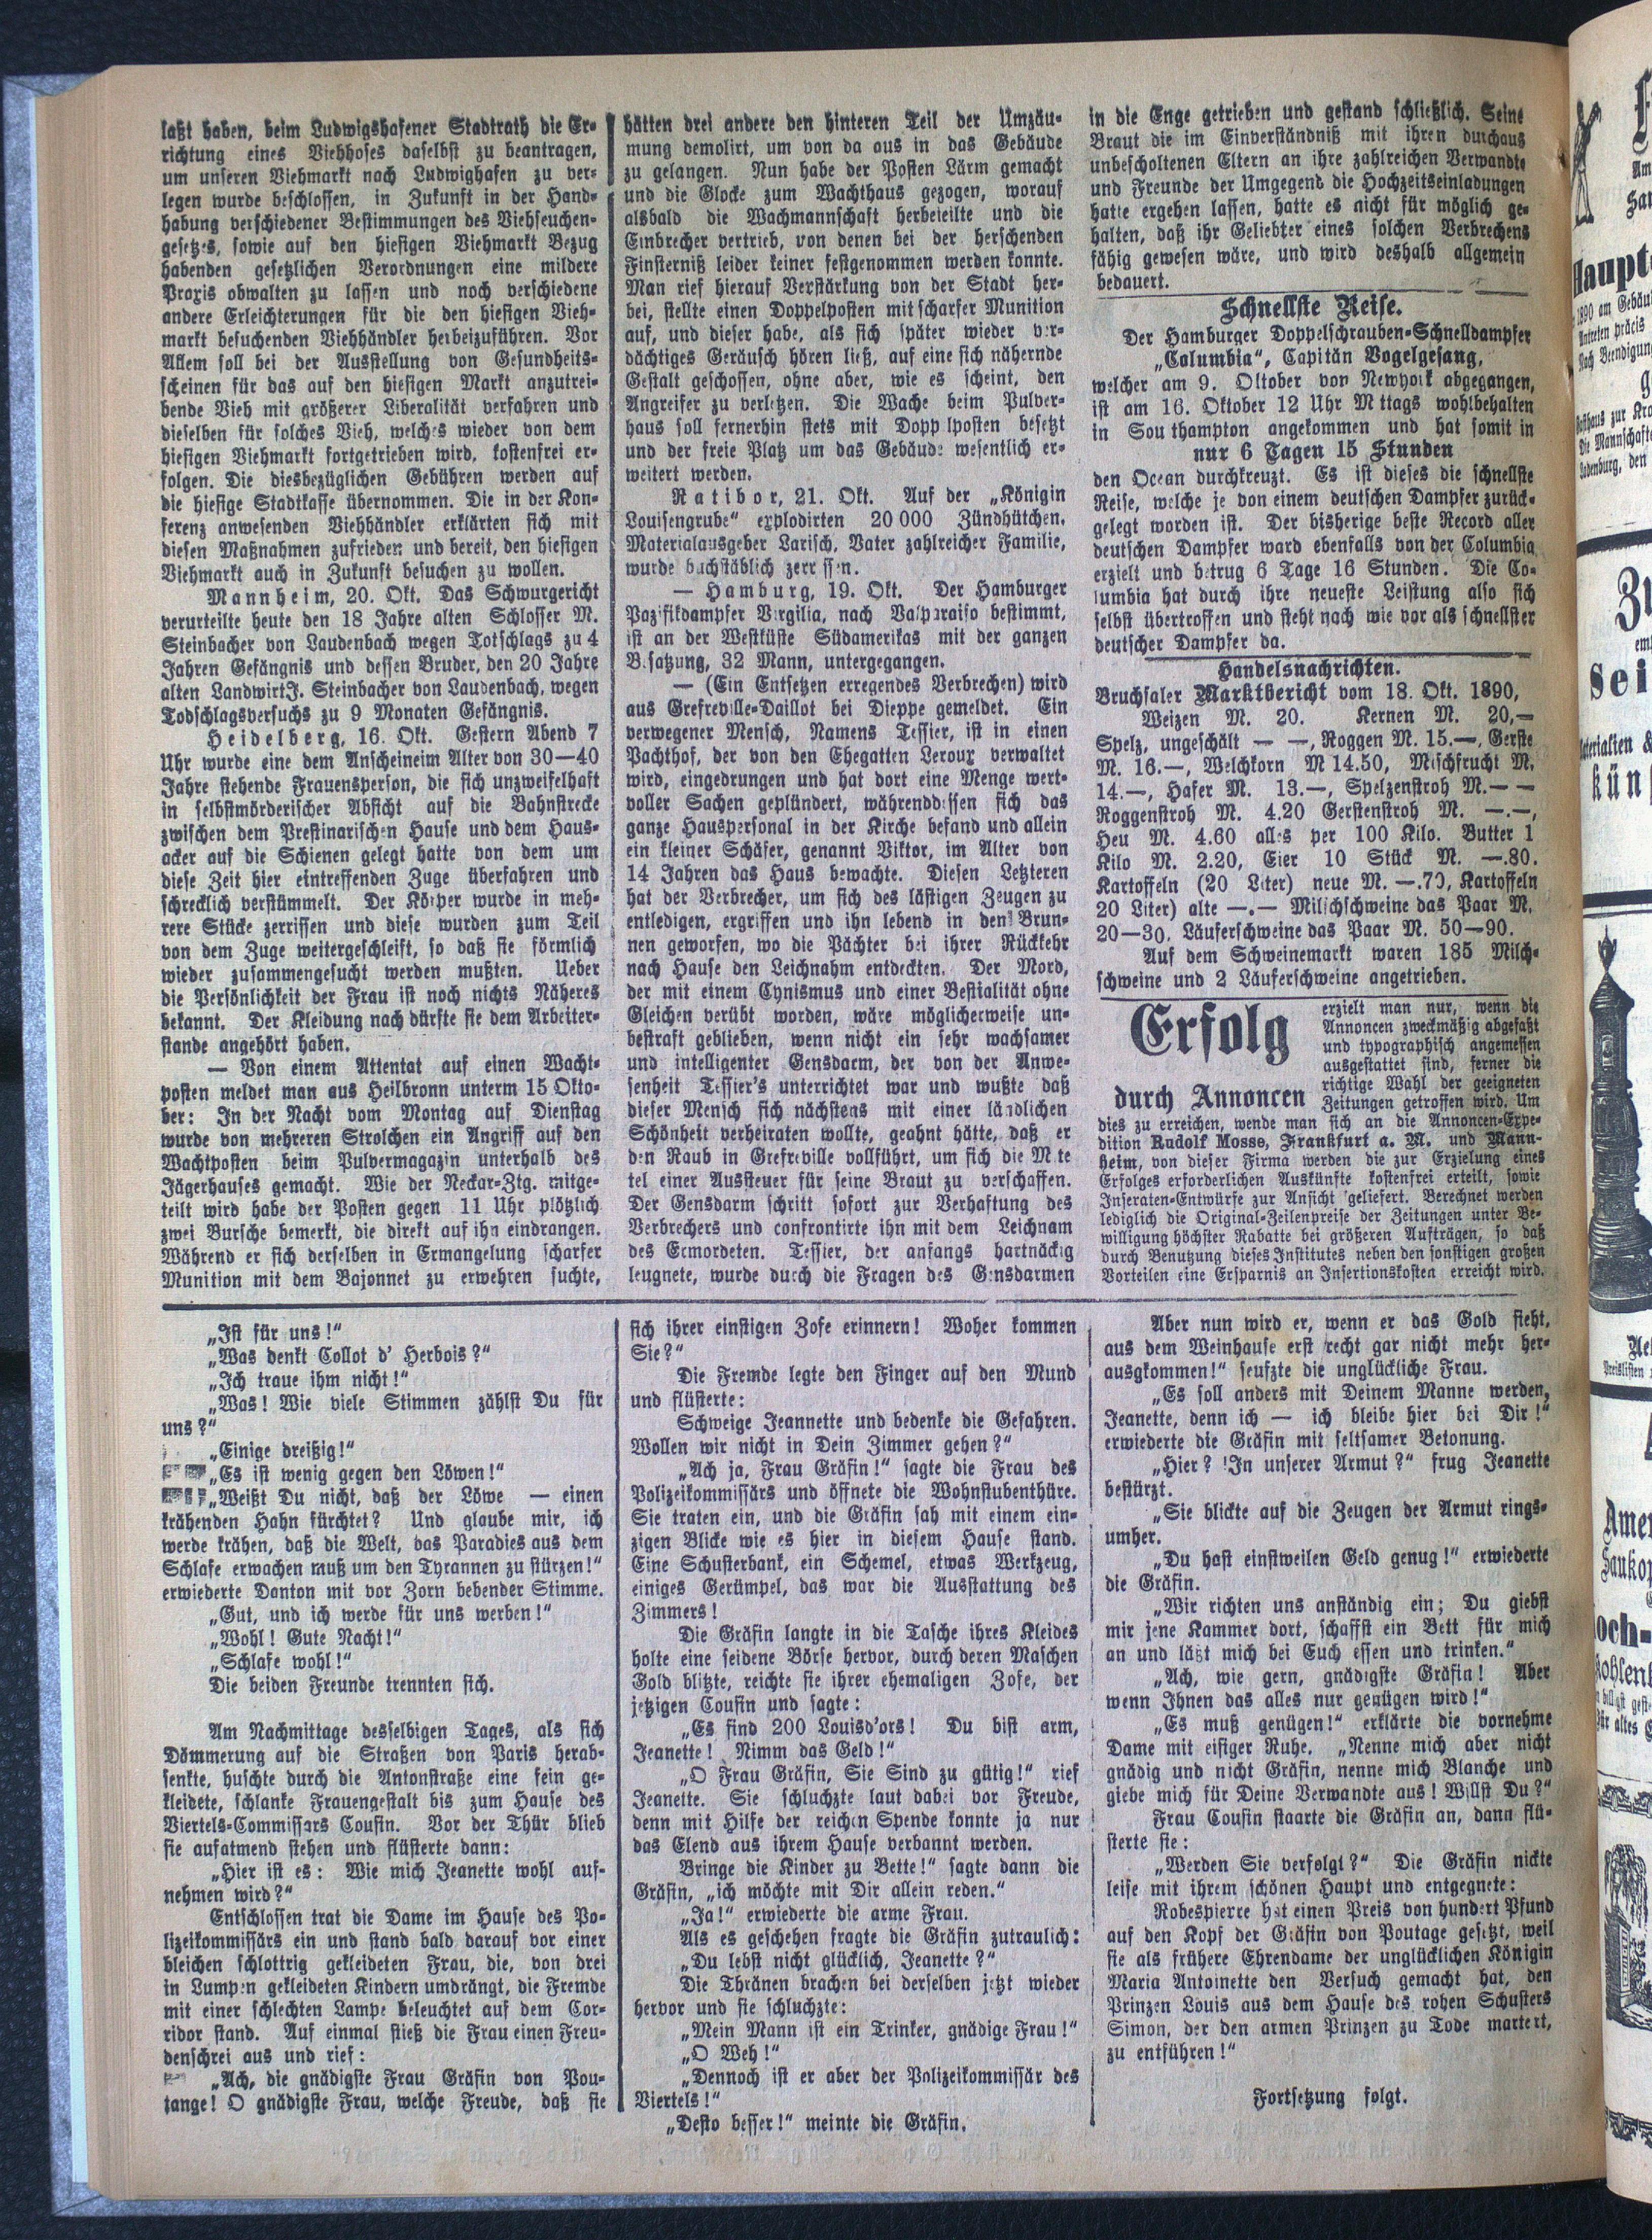 laßt haben, beim Ludwigshafener Stadtrath die Er-
richtung eines Viehhofes daselbst zu beantragen,
um unseren Viehmarkt nach Ludwighafen zu ver-
legen wurde beschlossen, in Zukunft in der Hand-
habung verschiedener Bestimmungen des Viehseuchen-
gesetzes, sowie auf den hiesigen Viehmarkt Bezug
habenden gesetzlichen Verordnungen eine mildere
Praxis obwalten zu lassen und noch verschiedene
andere Erleichterungen für die den hiesigen Vieh-
markt besuchenden Viehhändler herbeizuführen. Vor
Allem soll bei der Ausstellung von Gesundheits-
scheinen für das auf den hiesigen Markt anzutrei-
bende Vieh mit größerer Liberalität verfahren und
dieselben für solches Vieh, welches wieder von dem
hiesigen Viehmarkt fortgetrieben wird, kostenfrei er-
folgen. Die diesbezüglichen Gebühren werden auf
die hiesige Stadtkasse übernommen. Die in der Kon-
ferenz anwesenden Viehhändler erklärten sich mit
diesen Maßnahmen zufrieden und bereit, den hiesigen
Viehmarkt auch in Zukunft besuchen zu wollen.
Mannheim, 20. Okt. Das Schwurgericht
verurteilte heute den 18 Jahre alten Schlosser M.
Steinbacher von Laudenbach wegen Totschlags zu 4
Jahren Gefängnis und dessen Bruder, den 20 Jahre
alten Landwirt J. Steinbacher von Laudenbach, wegen
Todschlagsversuchs zu 9 Monaten Gefängnis.
Heidelberg, 16. Okt. Gestern Abend 7
Uhr wurde eine dem Anscheineim Alter von 30—40
Jahre stehende Frauensperson, die sich unzweifelhaft
in selbstmörderischer Absicht auf die Bahnstrecke
zwischen dem Prestinarischen Hause und dem Haus-
acker auf die Schienen gelegt hatte von dem um
diese Zeit hier eintreffenden Zuge überfahren und
schrecklich verstümmelt. Der Körper wurde in meh-
rere Stücke zerrissen und diese wurden zum Teil
von dem Zuge weitergeschleift, so daß sie förmlich
wieder zusammengesucht werden mußten. Ueber
die Persönlichkeit der Frau ist noch nichts Näheres
bekannt. Der Kleidung nach dürfte sie dem Arbeiter-
stande angehört haben.
— Von einem Attentat auf einen Wacht-
posten meldet man aus Heilbronn unterm 15 Okto-
ber: In der Nacht vom Montag auf Dienstag
wurde von mehreren Strolchen ein Angriff auf den
Wachtposten beim Pulvermagazin unterhalb des
Jägerhauses gemacht. Wie der Neckar-Ztg. mitge-
teilt wird habe der Posten gegen 11 Uhr plötzlich
zwei Bursche bemerkt, die direkt auf ihn eindrangen.
Während er sich derselben in Ermangelung scharfer
Munition mit dem Bajonnet zu erwehren suchte,
hätten drei andere den hinteren Teil der Umzäu-
mung demolirt, um von da aus in das Gebäude
zu gelangen. Nun habe der Posten Lärm gemacht
und die Glocke zum Wachthaus gezogen, worauf
alsbald die Wachmannschaft herbeieilte und die
Einbrecher vertrieb, von denen bei der herschenden
Finsterniß leider keiner festgenommen werden konnte.
Man rief hierauf Verstärkung von der Stadt her-
bei, stellte einen Doppelposten mit scharfer Munition
auf, und dieser habe, als sich später wieder ver-
dächtiges Geräusch hören ließ, auf eine sich nähernde
Gestalt geschossen, ohne aber, wie es scheint, den
Angreifer zu verletzen. Die Wache beim Pulver-
haus soll fernerhin stets mit Dopp lposten besetzt
und der freie Platz um das Gebäude wesentlich er-
weitert werden.
Ratibor, 21. Okt. Auf der „Königin
Louisengrube“ explodirten 20 000 Zündhütchen.
Materialausgeber Larisch, Vater zahlreicher Familie,
wurde buchstäblich zerr ssen.
— Hamburg, 19. Okt. Der Hamburger
Pazifikdampfer Virgilia, nach Valparaiso bestimmt,
ist an der Westküste Südamerikas mit der ganzen
Besatzung, 32 Mann, untergegangen.
— (Ein Entsetzen erregendes Verbrechen) wird
aus Grefreville-Daillot bei Dieppe gemeldet. Ein
verwegener Mensch, Namens Tessier, ist in einen
Pachthof, der von den Ehegatten Leroux verwaltet
wird, eingedrungen und hat dort eine Menge wert-
voller Sachen geplündert, währenddessen sich das
ganze Hauspersonal in der Kirche befand und allein
ein kleiner Schäfer, genannt Viktor, im Alter von
14 Jahren das Haus bewachte. Diesen Letzteren
hat der Verbrecher, um sich des lästigen Zeugen zu
entledigen, ergriffen und ihn lebend in den Brun-
nen geworfen, wo die Pächter bei ihrer Rückkehr
nach Hause den Leichnahm entdeckten. Der Mord,
der mit einem Cynismus und einer Bestialität ohne
Gleichen verübt worden, wäre möglicherweise un-
bestraft geblieben, wenn nicht ein sehr wachsamer
und intelligenter Gensdarm, der von der Anwe-
senheit Tessier's unterrichtet war und wußte daß
dieser Mensch sich nächstens mit einer ländlichen
Schönheit verheiraten wollte, geahnt hätte, daß er
den Raub in Grefreville vollführt, um sich die M te
tel einer Aussteuer für seine Braut zu verschaffen.
Der Gensdarm schritt sofort zur Verhaftung des
Verbrechers und confrontirte ihn mit dem Leichnam
des Ermordeten. Tessier, der anfangs hartnäckig
leugnete, wurde durch die Fragen des Gensdarmen
in die Enge getrieben und gestand schließlich. Seine
Braut die im Einverständniß mit ihren durchaus
unbescholtenen Eltern an ihre zahlreichen Verwandte
und Freunde der Umgegend die Hochzeitseinladungen
hatte ergehen lassen, hatte es nicht für möglich ge-
halten, daß ihr Geliebter eines solchen Verbrechens
fähig gewesen wäre, und wird deshalb allgemein
bedauert.
Schnellste Reise.
Der Hamburger Doppelschrauben-Schnelldampfer
„Columbia“, Capitän Vogelgesang,
welcher am 9. Oltober von Newyork abgegangen,
ist am 16. Oktober 12 Uhr M ttags wohlbehalten
in Sou thampton angekommen und hat somit in
nur 6 Tagen 15 Stunden
den Ocean durchkreuzt. Es ist dieses die schnellste
Reise, welche je von einem deutschen Dampfer zurück-
gelegt worden ist. Der bisherige beste Record aller
deutschen Dampfer ward ebenfalls von der Columbia
erzielt und betrug 6 Tage 16 Stunden. Die Co-
lumbia hat durch ihre neueste Leistung also sich
selbst übertroffen und steht nach wie vor als schnellster
deutscher Dampfer da.
Handelsnachrichten.
Bruchsaler Marktbericht vom 18. Okt. 1890,
Weizen M. 20. Kernen M. 20,—
Spelz, ungeschält — —, Roggen M. 15.—, Gerste
M. 16.—, Welchkorn M 14.50, Mischfrucht M.
14.—, Hafer M. 13.—, Spelzenstroh M.— —
Roggenstroh M. 4.20 Gerstenstroh M. —.—,
Heu M. 4.60 alles per 100 Kilo. Butter 1
Kilo M. 2.20, Eier 10 Stück M. —.80.
Kartoffeln (20 Liter) neue M. —.70, Kartoffeln
20 Liter) alte —.— Milchschweine das Paar M.
20—30. Läuferschweine das Paar M. 50—90.
Auf dem Schweinemarkt waren 185 Milch-
schweine und 2 Läuferschweine angetrieben.
Erfolg
durch Annoncen
erzielt man nur, wenn die
Annoncen zweckmäßig abgefaßt
und typographisch angemessen
ausgestattet sind, ferner die
richtige Wahl der geeigneten
Zeitungen getroffen wird. Um
dies zu erreichen, wende man sich an die Annoncen-Expe-
dition Rudolf Mosse, Frankfurt a. M. und Mann-
heim, von dieser Firma werden die zur Erzielung eines
Erfolges erforderlichen Auskünfte kostenfrei erteilt, sowie
Inseraten-Entwürfe zur Ansicht geliefert. Berechnet werden
lediglich die Original-Zeilenpreise der Zeitungen unter Be-
willigung höchster Rabatte bei größeren Aufträgen, so daß
durch Benutzung dieses Institutes neben den sonstigen großen
Vorteilen eine Ersparnis an Insertionskosten erreicht wird.
„Ist für uns!“
„Was denkt Collot d' Herbois?“
„Ich traue ihm nicht!“
„Was! Wie viele Stimmen zählst Du für
uns?“
„Einige dreißig!“
„Es ist wenig gegen den Löwen!“
„Weißt Du nicht, daß der Löwe — einen
krähenden Hahn fürchtet? Und glaube mir, ich
werde krähen, daß die Welt, das Paradies aus dem
Schlafe erwachen muß um den Tyrannen zu stürzen!“
erwiederte Danton mit vor Zorn bebender Stimme.
„Gut, und ich werde für uns werben!“
„Wohl! Gute Nacht!“
„Schlafe wohl!“
Die beiden Freunde trennten sich.
Am Nachmittage desselbigen Tages, als sich
Dömmerung auf die Straßen von Paris herab-
senkte, huschte durch die Antonstraße eine fein ge-
kleidete, schlanke Frauengestalt bis zum Hause des
Viertels-Commissars Cousin. Vor der Thür blieb
sie aufatmend stehen und flüsterte dann:
„Hier ist es: Wie mich Jeanette wohl auf-
nehmen wird?“
Entschlossen trat die Dame im Hause des Po-
lizeikommissärs ein und stand bald darauf vor einer
bleichen schlottrig gekleideten Frau, die, von drei
in Lumpen gekleideten Kindern umdrängt, die Fremde
mit einer schlechten Lampe beleuchtet auf dem Cor-
ridor stand. Auf einmal stieß die Frau einen Freu-
denschrei aus und rief:
„Ach, die gnädigste Frau Gräfin von Pou-
tange! O gnädigste Frau, welche Freude, daß sie
sich ihrer einstigen Zofe erinnern! Woher kommen
Sie?“
Die Fremde legte den Finger auf den Mund
und flüsterte:
Schweige Jeannette und bedenke die Gefahren.
Wollen wir nicht in Dein Zimmer gehen?“
„Ach ja, Frau Gräfin!“ sagte die Frau des
Polizeikommissärs und öffnete die Wohnstubenthüre.
Sie traten ein, und die Gräfin sah mit einem ein-
zigen Blicke wie es hier in diesem Hause stand.
Eine Schusterbank, ein Schemel, etwas Werkzeug,
einiges Gerümpel, das war die Ausstattung des
Zimmers!
Die Gräfin langte in die Tasche ihres Kleides
holte eine seidene Börse hervor, durch deren Maschen
Gold blitzte, reichte sie ihrer ehemaligen Zofe, der
jetzigen Cousin und sagte:
„Es find 200 Louisd'ors! Du bist arm,
Jeanette! Nimm das Geld!“
„O Frau Gräfin, Sie Sind zu gütig!“ rief
Jeanette. Sie schluchzte laut dabei vor Freude,
denn mit Hilfe der reichen Spende konnte ja nur
das Elend aus ihrem Hause verbannt werden.
Bringe die Kinder zu Bette!“ sagte dann die
Gräfin, „ich möchte mit Dir allein reden.“
„Ja!“ erwiederte die arme Frau.
Als es geschehen fragte die Gräfin zutraulich:
„Du lebst nicht glücklich, Jeanette?“
Die Thränen brachen bei derselben jetzt wieder
hervor und sie schluchzte:
„Mein Mann ist ein Trinker, gnädige Frau!“
„O Weh!“
„Dennoch ist er aber der Polizeikommissär des
Viertels!“
„Desto besser!“ meinte die Gräfin.
Aber nun wird er, wenn er das Gold sieht,
aus dem Weinhause erst recht gar nicht mehr her-
ausgkommen!“ seufzte die unglückliche Frau.
„Es soll anders mit Deinem Manne werden,
Jeanette, denn ich — ich bleibe hier bei Dir!“
erwiederte die Gräfin mit seltsamer Betonung.
„Hier? In unserer Armut?“ frug Jeanette
bestürzt.
„Sie blickte auf die Zeugen der Armut rings-
umher.
„Du hast einstweilen Geld genug!“ erwiederte
die Gräfin.
„Wir richten uns anständig ein; Du giebst
mir jene Kammer dort, schaffst ein Bett für mich
an und läßt mich bei Euch essen und trinken.“
„Ach, wie gern, gnädigste Gräfin! Aber
wenn Ihnen das alles nur genügen wird!“
„Es muß genügen!“ erklärte die vornehme
Dame mit eisiger Ruhe. „Nenne mich aber nicht
gnädig und nicht Gräfin, nenne mich Blanche und
giebe mich für Deine Verwandte aus! Willst Du?“
Frau Cousin staarte die Gräfin an, dann flü-
sterte sie:
„Werden Sie verfolgt?“ Die Gräfin nickte
leise mit ihrem schönen Haupt und entgegnete:
Robespierre hat einen Preis von hundert Pfund
auf den Kopf der Gräfin von Poutage gesetzt, weil
sie als frühere Ehrendame der unglücklichen Königin
Maria Antoinette den Versuch gemacht hat, den
Prinzen Louis aus dem Hause des rohen Schusters
Simon, der den armen Prinzen zu Tode martert,
zu entführen!“
Fortsetzung folgt.